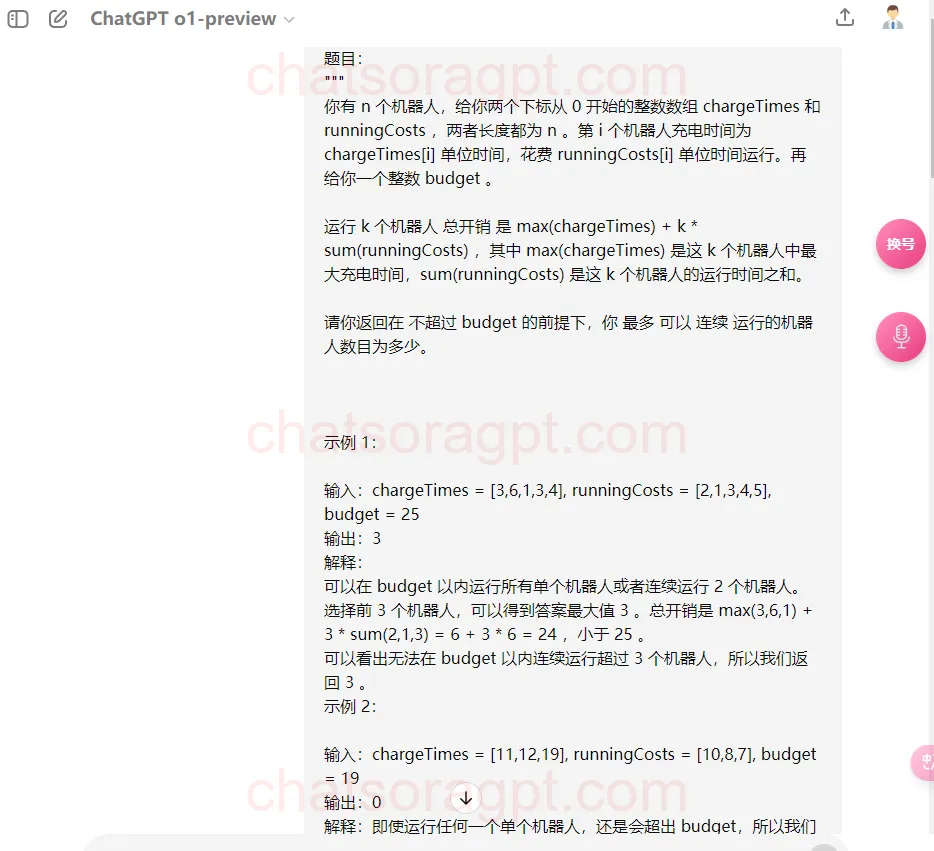 ChatGPT o1-preview
题目：
"""
你有 n 个机器人，给你两个下标从 0 开始的整数数组 chargeTimes 和
runningCosts ，两者长度都为 n 。第 i 个机器人充电时间为
chargeTimes[i] 单位时间，花费 runningCosts[i] 单位时间运行。再
给你一个整数 budget 。
运行 k 个机器人 总开销 是 max(chargeTimes) + k *
sum(runningCosts) ，其中 max(chargeTimes) 是这 k 个机器人中最
大充电时间，sum(runningCosts) 是这 k 个机器人的运行时间之和。
换号
请你返回在 不超过 budget 的前提下，你 最多 可以 连续 运行的机器
人数目为多少。
示例 1：
输入：chargeTimes = [3,6,1,3,4], runningCosts = [2,1,3,4,5],
budget = 25
输出：3
解释：
可以在 budget 以内运行所有单个机器人或者连续运行 2 个机器人。
选择前 3 个机器人，可以得到答案最大值 3 。总开销是 max(3,6,1) +
3 * sum(2,1,3) = 6 + 3 * 6 = 24 ，小于 25 。
可以看出无法在 budget 以内连续运行超过 3 个机器人，所以我们返
回 3 。
示例 2：
输入：chargeTimes = [11,12,19], runningCosts = [10,8,7], budget
= 19
输出：0
解释：即使运行任何一个单个机器人，还是会超出 budget，所以我们
chatsoragpt.com
chatsoragpt.com
chatsoragpt.com